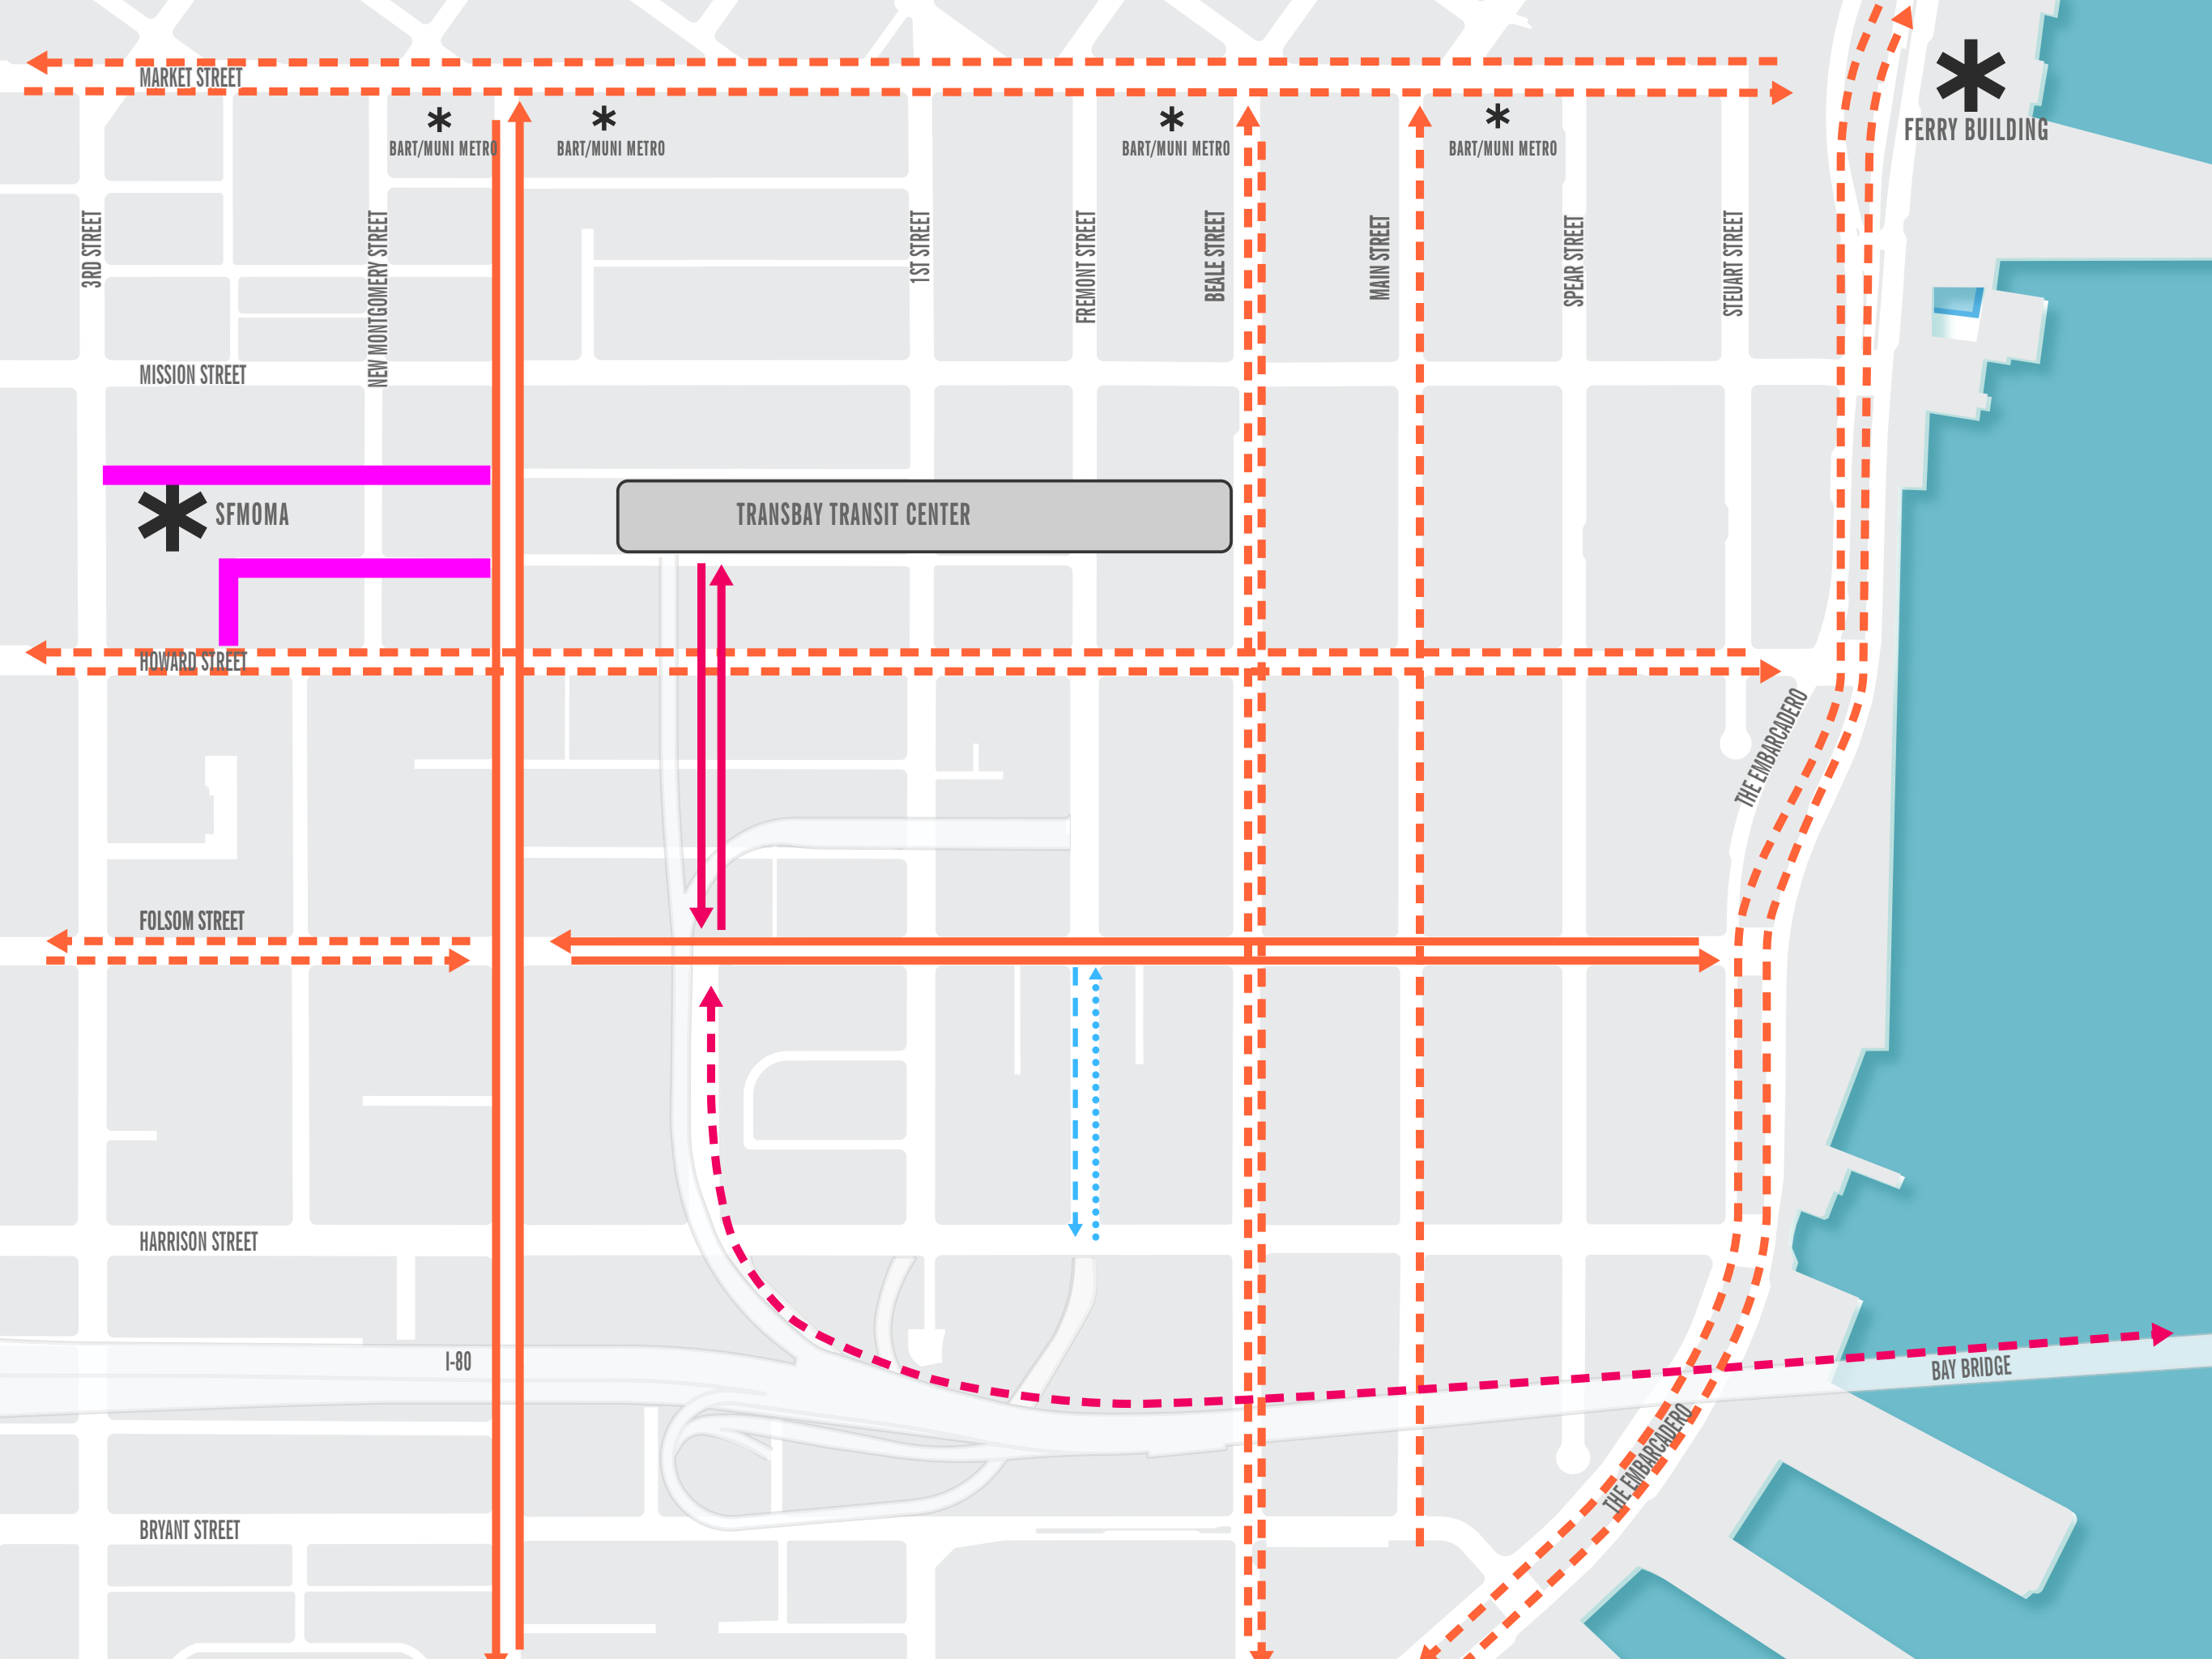 MARKET STREET
FERRY BUILDING
BART/MUNI METRO
BART/MUNI METRO
BART/MUNI METRO
BART/MUNI METRO
3RD STREET
NEW MONTGOMERY STREET
1ST STREET
FREMONT STREET
BEALE STREET
MAIN STREET
SPEAR STREET
STEUART STREET
MISSION STREET
SFMOMA
TRANSBAY TRANSIT CENTER
HOWARD STREET
THE EMBARCADERO
FOLSOM STREET
HARRISON STREET
I-80
BAY BRIDGE
THE EMBARCADERO
BRYANT STREET